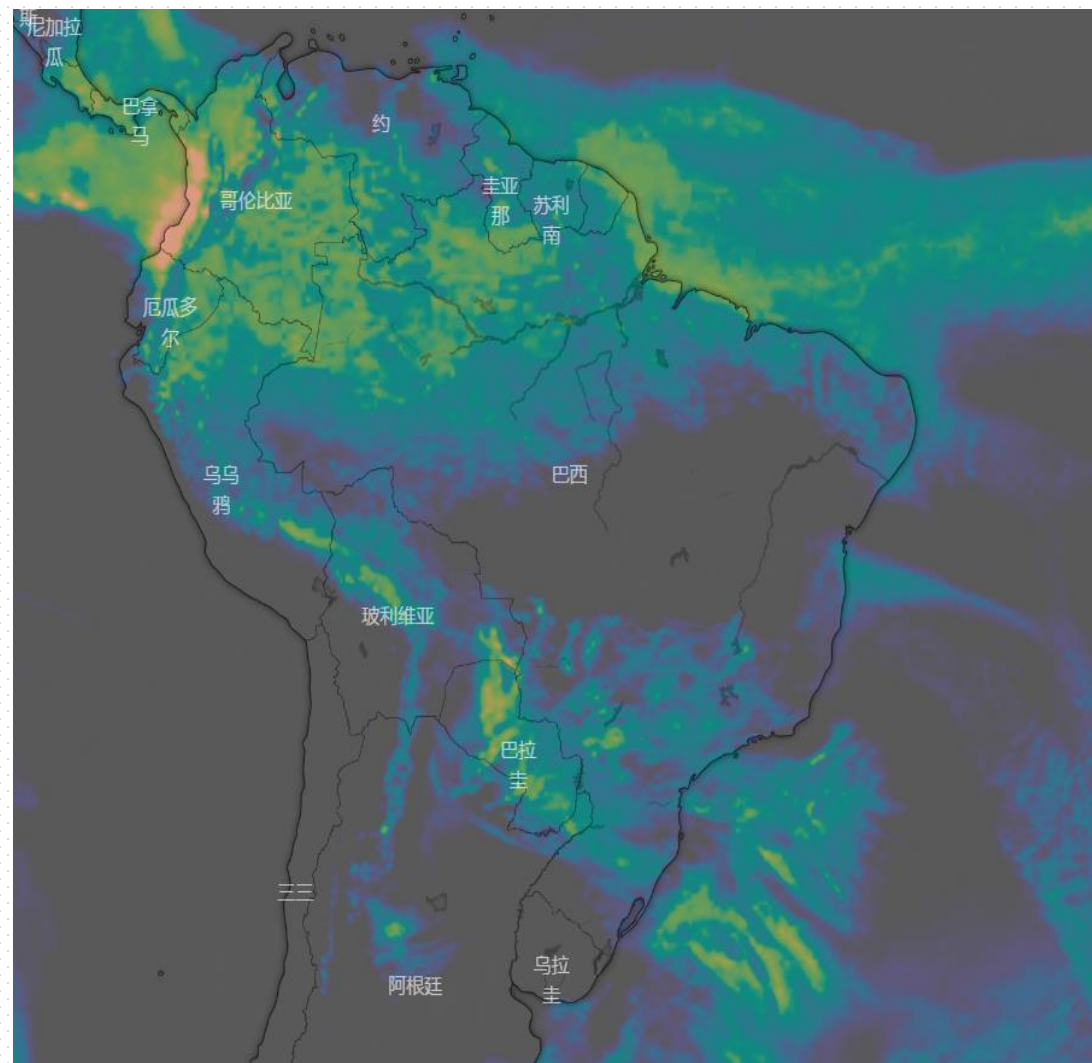 斯
尼加拉
瓜
巴拿
马
约
哥伦比亚
圭亚
那
苏利
南
厄瓜多
尔
乌乌
鸦
巴西
玻利维亚
巴拉
圭
三三
乌拉
圭
阿根廷